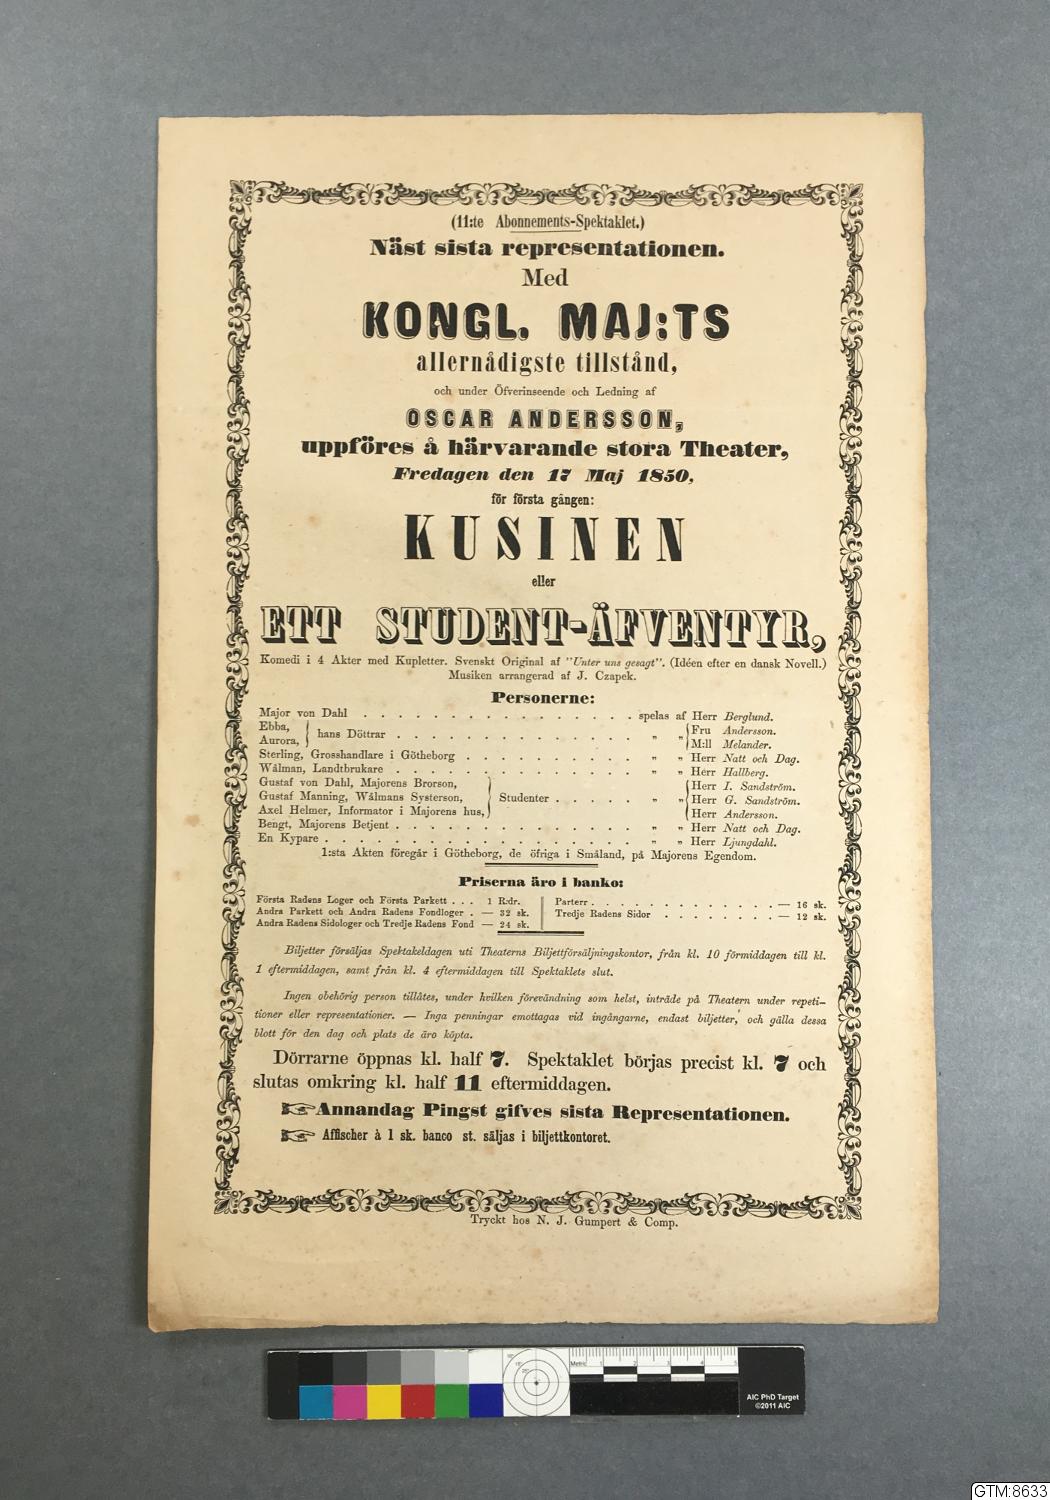 (11:te Abonnements-Spektaklet.)
Näst sista representationen.
Med
KONGL. MAJ:TS
allernådigste tillstånd,
och under Öfverinseende och Ledning af
OSCAR ANDERSSON,
uppföres å härvarande stora Theater,
Fredagen den 17 Maj 1850,
för första gången:
KUSINEN
eller
ETT STUDENT-ÄFVENTYR,
Komedi i 4 Akter med Kupletter. Svenskt Original af "Unter uns gesagt". (Idéen efter en dansk Novell.)
Musiken arrangerad af J. Czapek.
Personerne:
Major von Dahl . . . . . . . . . . . . . . . . . . . . spelas af Herr Berglund.
Ebba, } hans Döttrar . . . . . . . . . . . . . . . „ „ { Fru Andersson.
Aurora, M:ll Melander.
Sterling, Grosshandlare i Götheborg . . . . . . . . . . . . „ „ Herr Natt och Dag.
Wålman, Landtbrukare . . . . . . . . . . . . . . . . . „ „ Herr Hallberg.
Gustaf von Dahl, Majorens Brorson, Herr I. Sandström.
Gustaf Manning, Wålmans Systerson, } Studenter . . . . . . „ „ { Herr G. Sandström.
Axel Helmer, Informator i Majorens hus, Herr Andersson.
Bengt, Majorens Betjent . . . . . . . . . . . . . . . . . „ „ Herr Natt och Dag.
En Kypare . . . . . . . . . . . . . . . . . . . . . . „ „ Herr Ljungdahl.
1:sta Akten föregår i Götheborg, de öfriga i Småland, på Majorens Egendom.
Priserna äro i banko:
Första Radens Loger och Första Parkett . . . 1 R:dr.
Andra Parkett och Andra Radens Fondloger . — 32 sk.
Andra Radens Sidologer och Tredje Radens Fond — 24 sk.
Parterr . . . . . . . . . . . . . . — 16 sk.
Tredje Radens Sidor . . . . . . . . — 12 sk.
Biljetter försäljas Spektakeldagen uti Theaterns Biljettförsäljningskontor, från kl. 10 förmiddagen till kl.
1 eftermiddagen, samt från kl. 4 eftermiddagen till Spektaklets slut.
Ingen obehörig person tillåtes, under hvilken förevändning som helst, inträde på Theatern under repeti-
tioner eller representationer. — Inga penningar emottagas vid ingångarne, endast biljetter, och gälla dessa
blott för den dag och plats de äro köpta.
Dörrarne öppnas kl. half 7. Spektaklet börjas precist kl. 7 och
slutas omkring kl. half 11 eftermiddagen.
☞ Annandag Pingst gifves sista Representationen.
☞ Affischer à 1 sk. banco st. säljas i biljettkontoret.
Tryckt hos N. J. Gumpert & Comp.
Metric 1 2 3 4 5
AIC PhD Target
©2011 AIC
GTM:8633